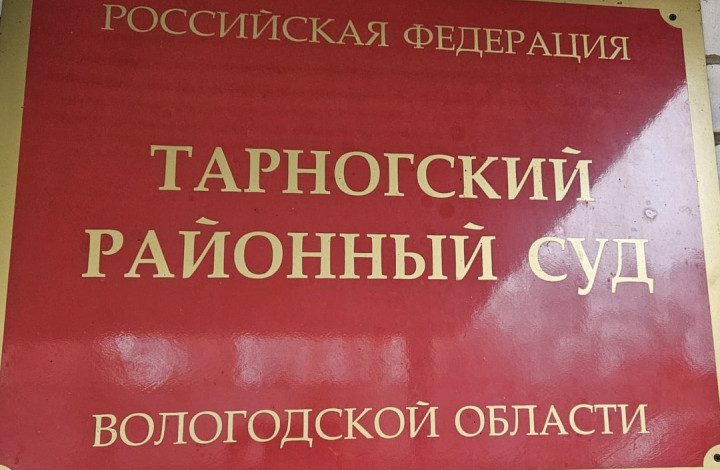 РОССИЙСКАЯ ФЕДЕРАЦИЯ
ТАРНОГСКИЙ
РАЙОННЫЙ СУД
ВОЛОГОДСКОЙ ОБЛАСТИ